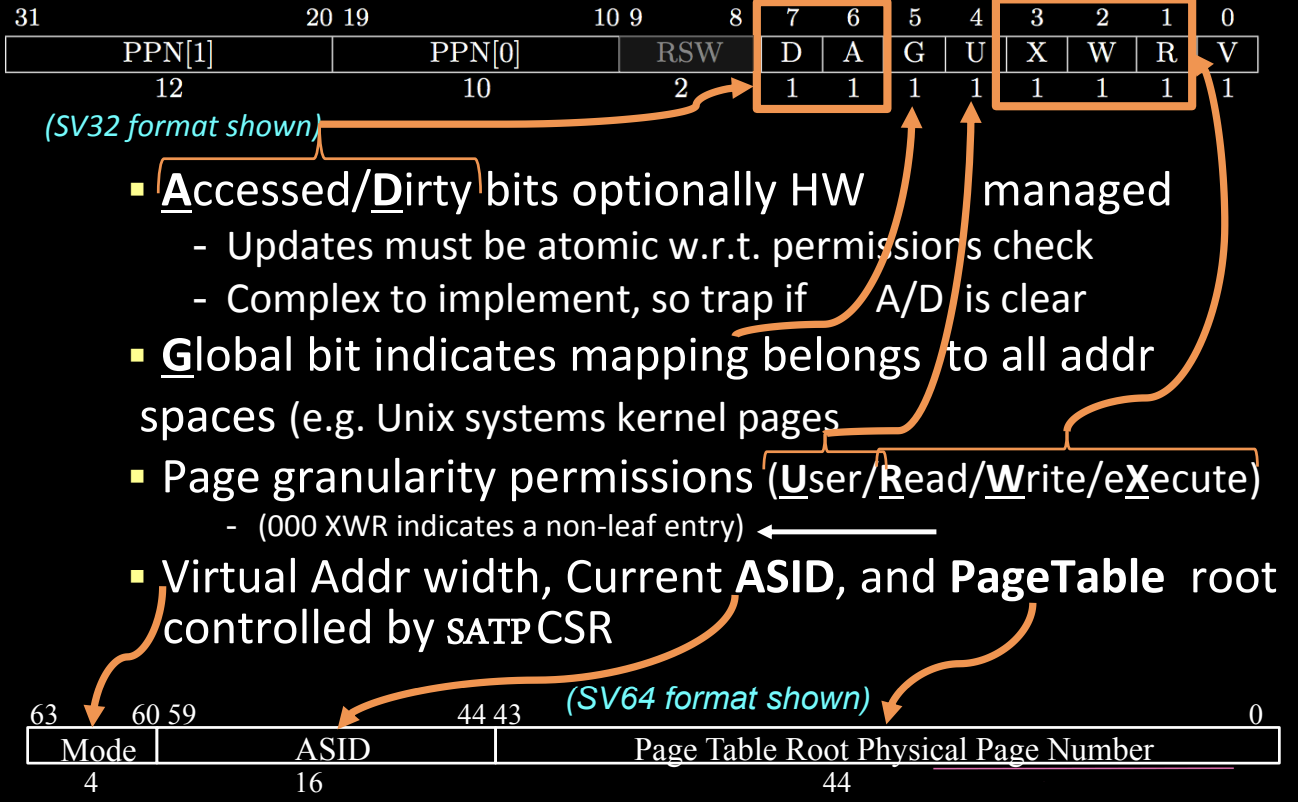 31 20 19 10 9 8 7 6 5 4 3 2 1 0
PPN[1] PPN[0] RSW D A G U X W R V
12 10 2 1 1 1 1 1 1 1 1
(SV32 format shown)
▪ Accessed/Dirty bits optionally HW managed
- Updates must be atomic w.r.t. permissions check
- Complex to implement, so trap if A/D is clear
▪ Global bit indicates mapping belongs to all addr
spaces (e.g. Unix systems kernel pages
▪ Page granularity permissions (User/Read/Write/eXecute)
- (000 XWR indicates a non-leaf entry)
▪ Virtual Addr width, Current ASID, and PageTable root
controlled by SATP CSR
(SV64 format shown)
63 60 59 44 43 0
Mode ASID Page Table Root Physical Page Number
4 16 44